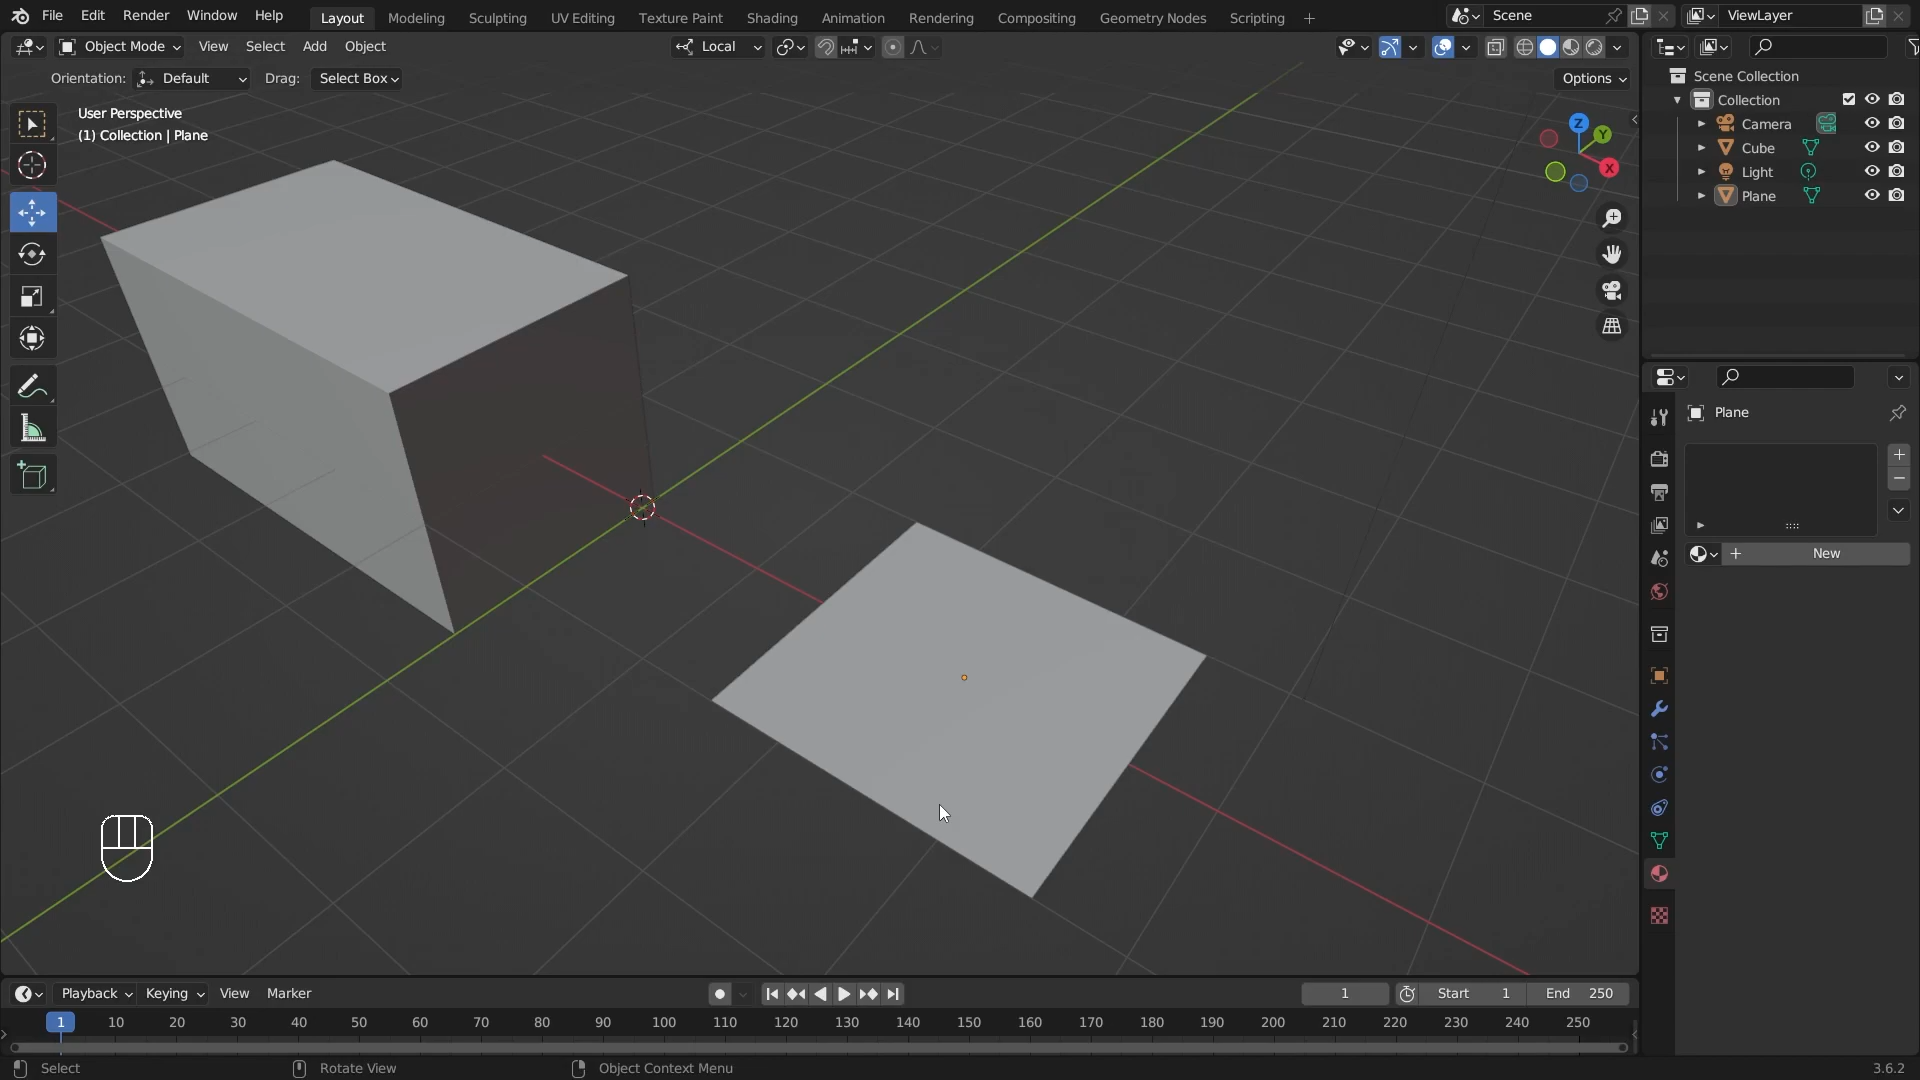 File Edit Render Window Help Layout Modeling Sculpting UV Editing Texture Paint Shading Animation Rendering Compositing Geometry Nodes Scripting Scene ViewLayer
Object Mode View Select Add Object Local
Orientation: Default Drag: Select Box Options
User Perspective
(1) Collection | Plane
Z
Y
X
Scene Collection
Collection
Camera
Cube
Light
Plane
Plane
New
Playback Keying View Marker 1 Start 1 End 250
1 10 20 30 40 50 60 70 80 90 100 110 120 130 140 150 160 170 180 190 200 210 220 230 240 250
Select Rotate View Object Context Menu 3.6.2